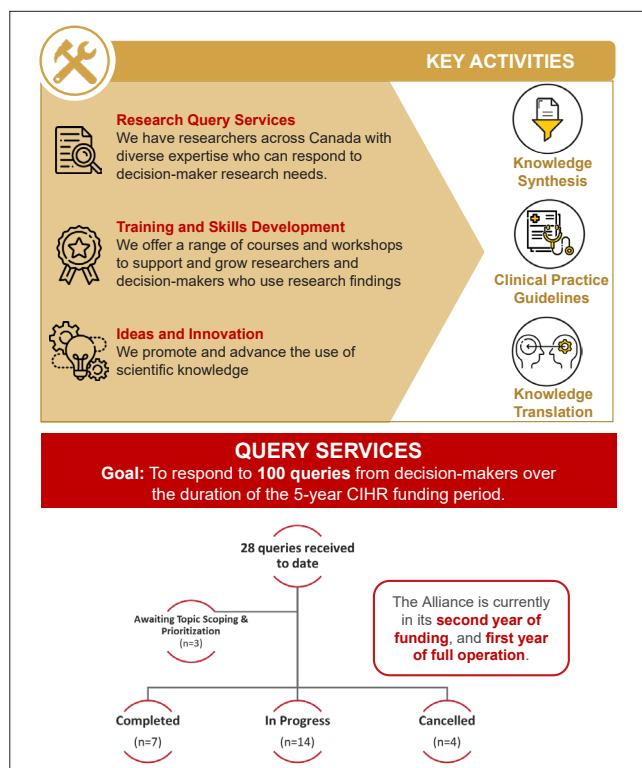 KEY ACTIVITIES
Research Query Services
We have researchers across Canada with
diverse expertise who can respond to
decision-maker research needs.
Training and Skills Development
We offer a range of courses and workshops
to support and grow researchers and
decision-makers who use research findings
Ideas and Innovation
We promote and advance the use of
scientific knowledge
Knowledge
Synthesis
Clinical Practice
Guidelines
Knowledge
Translation
QUERY SERVICES
Goal: To respond to 100 queries from decision-makers over
the duration of the 5-year CIHR funding period.
28 queries received
to date
Awaiting Topic Scoping &
Prioritization
(n=3)
The Alliance is currently
in its second year of
funding, and first year
of full operation.
Completed
(n=7)
In Progress
(n=14)
Cancelled
(n=4)